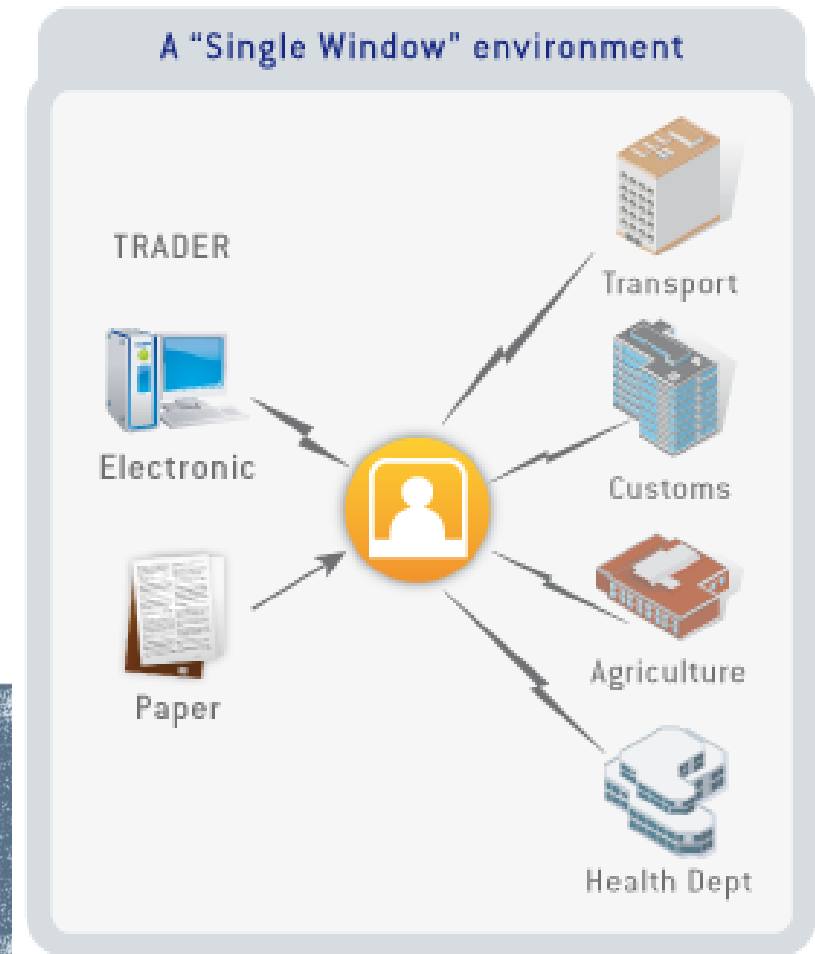 A “Single Window” environment
TRADER
Electronic
Paper
Transport
Customs
Agriculture
Health Dept